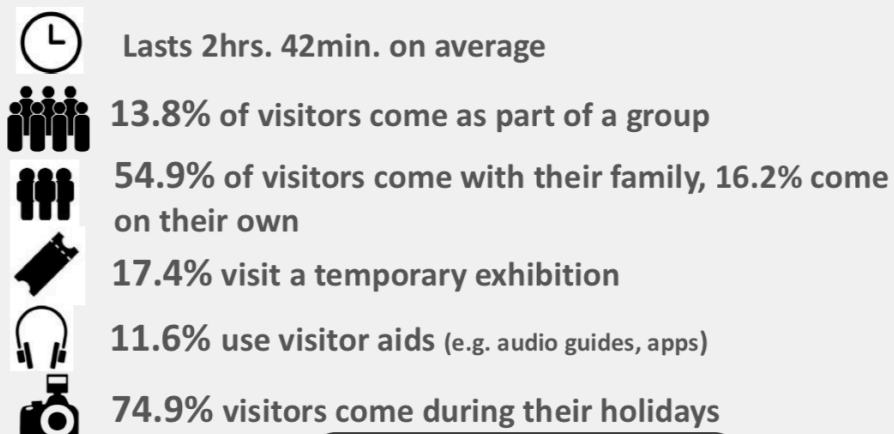 Lasts 2hrs. 42min. on average
13.8% of visitors come as part of a group
54.9% of visitors come with their family, 16.2% come
on their own
17.4% visit a temporary exhibition
11.6% use visitor aids (e.g. audio guides, apps)
74.9% visitors come during their holidays